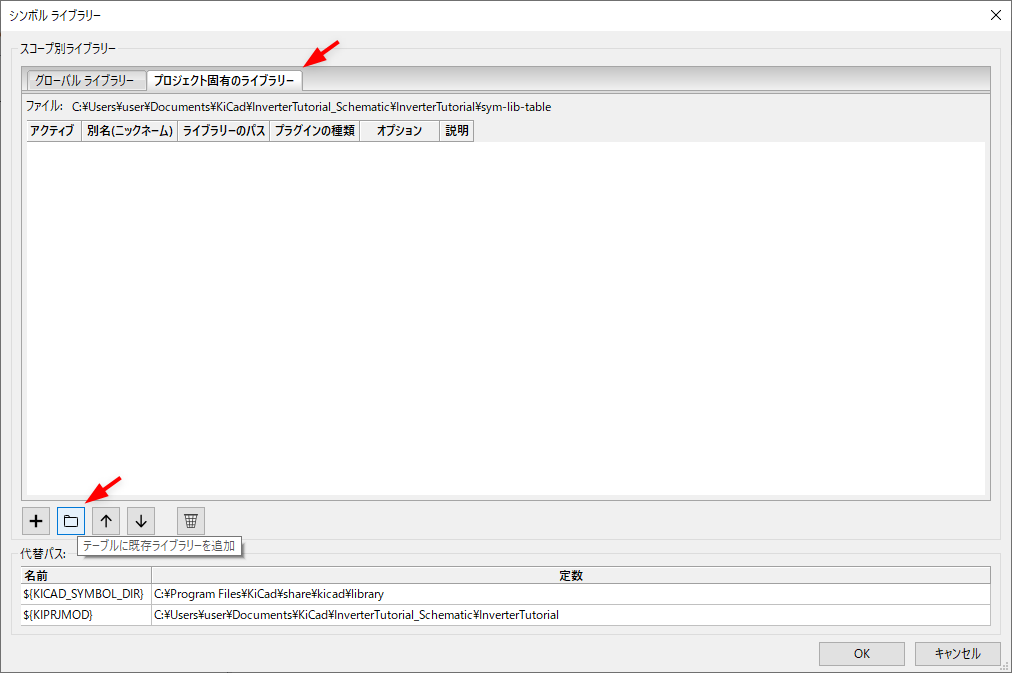 シンボル ライブラリー
スコープ別ライブラリー
グローバル ライブラリー プロジェクト固有のライブラリー
ファイル: C:¥Users¥user¥Documents¥KiCad¥InverterTutorial_Schematic¥InverterTutorial¥sym-lib-table
アクティブ 別名(ニックネーム) ライブラリーのパス プラグインの種類 オプション 説明
テーブルに既存ライブラリーを追加
代替パス:
名前 定数
${KICAD_SYMBOL_DIR} C:¥Program Files¥KiCad¥share¥kicad¥library
${KIPRJMOD} C:¥Users¥user¥Documents¥KiCad¥InverterTutorial_Schematic¥InverterTutorial
OK キャンセル